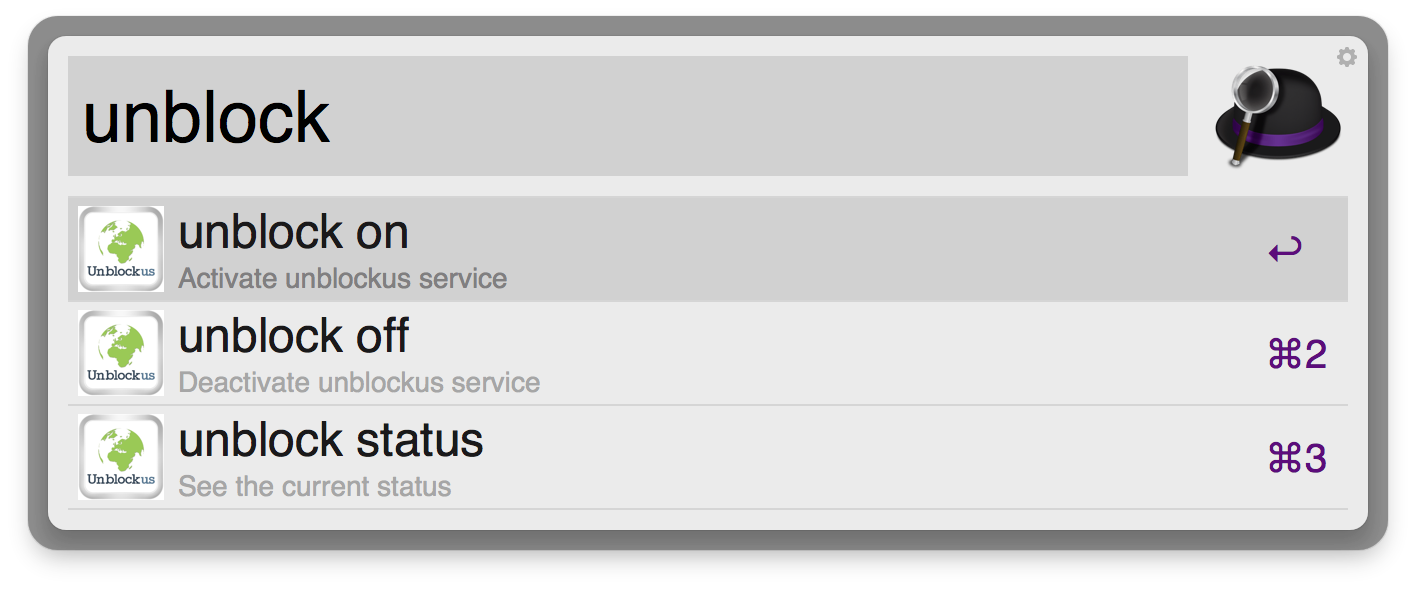 unblock
Unblockus
unblock on
Activate unblockus service
↩
Unblockus
unblock off
Deactivate unblockus service
⌘2
Unblockus
unblock status
See the current status
⌘3